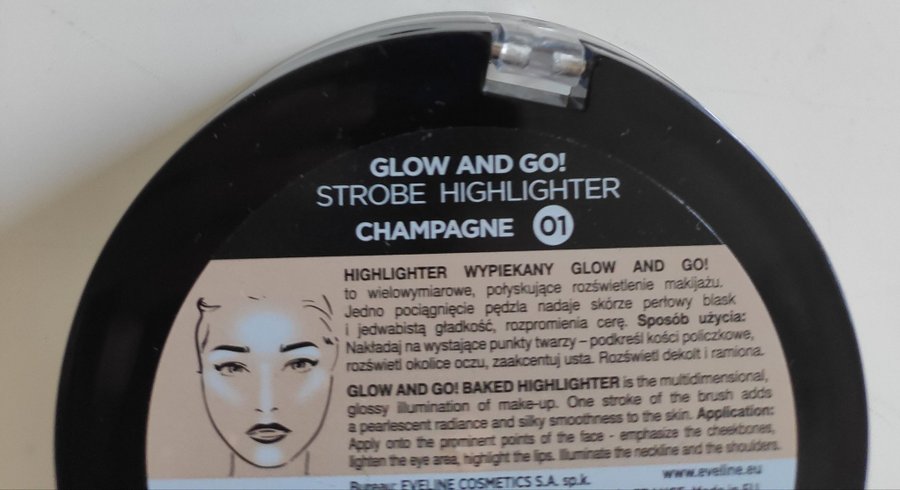 GLOW AND GO!
STROBE HIGHLIGHTER
CHAMPAGNE 01
HIGHLIGHTER WYPIEKANY GLOW AND GO!
to wielowymiarowe, połyskujące rozświetlenie makijażu.
Jedno pociągnięcie pędzla nadaje skórze perłowy blask
i jedwabistą gładkość, rozpromienia cerę. Sposób użycia:
Nakładaj na wystające punkty twarzy – podkreśl kości policzkowe,
rozświetl okolice oczu, zaakcentuj usta. Rozświetl dekolt i ramiona.
GLOW AND GO! BAKED HIGHLIGHTER is the multidimensional,
glossy illumination of make-up. One stroke of the brush adds
a pearlescent radiance and silky smoothness to the skin. Application:
Apply onto the prominent points of the face - emphasize the cheekbones,
lighten the eye area, highlight the lips. Illuminate the neckline and the shoulders.
www.eveline.eu
Bureau: EVELINE COSMETICS S.A. sp.k.
Made in EU